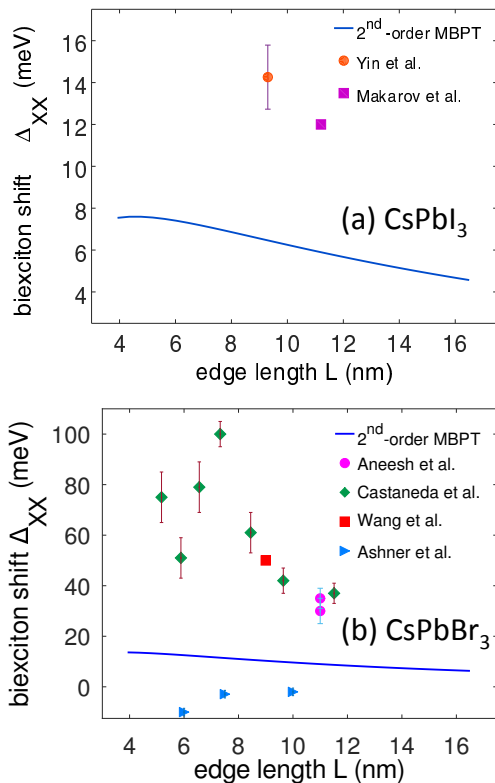 16
14
12
10
8
6
4
biexciton shift Δ_XX (meV)
2nd-order MBPT
Yin et al.
Makarov et al.
(a) CsPbI3
4 6 8 10 12 14 16
edge length L (nm)
100
80
60
40
20
0
biexciton shift Δ_XX (meV)
2nd-order MBPT
Aneesh et al.
Castaneda et al.
Wang et al.
Ashner et al.
(b) CsPbBr3
4 6 8 10 12 14 16
edge length L (nm)